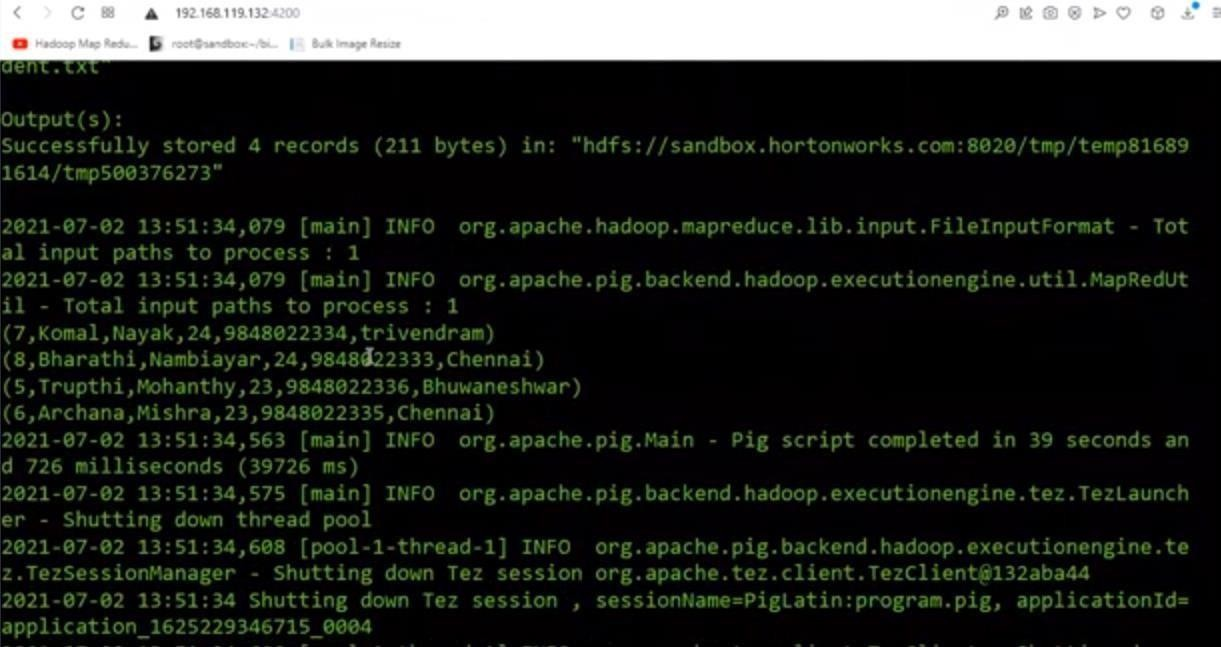 192.168.119.132:4200
Hadoop Map Redu... root@sandbox:~/bi... Bulk Image Resize
dent.txt"
Output(s):
Successfully stored 4 records (211 bytes) in: "hdfs://sandbox.hortonworks.com:8020/tmp/temp81689
1614/tmp500376273"
2021-07-02 13:51:34,079 [main] INFO  org.apache.hadoop.mapreduce.lib.input.FileInputFormat - Tot
al input paths to process : 1
2021-07-02 13:51:34,079 [main] INFO  org.apache.pig.backend.hadoop.executionengine.util.MapRedUt
il - Total input paths to process : 1
(7,Komal,Nayak,24,9848022334,trivendram)
(8,Bharathi,Nambiayar,24,9848022333,Chennai)
(5,Trupthi,Mohanthy,23,9848022336,Bhuwaneshwar)
(6,Archana,Mishra,23,9848022335,Chennai)
2021-07-02 13:51:34,563 [main] INFO  org.apache.pig.Main - Pig script completed in 39 seconds an
d 726 milliseconds (39726 ms)
2021-07-02 13:51:34,575 [main] INFO  org.apache.pig.backend.hadoop.executionengine.tez.TezLaunch
er - Shutting down thread pool
2021-07-02 13:51:34,608 [pool-1-thread-1] INFO  org.apache.pig.backend.hadoop.executionengine.te
z.TezSessionManager - Shutting down Tez session org.apache.tez.client.TezClient@132aba44
2021-07-02 13:51:34 Shutting down Tez session , sessionName=PigLatin:program.pig, applicationId=
application_1625229346715_0004